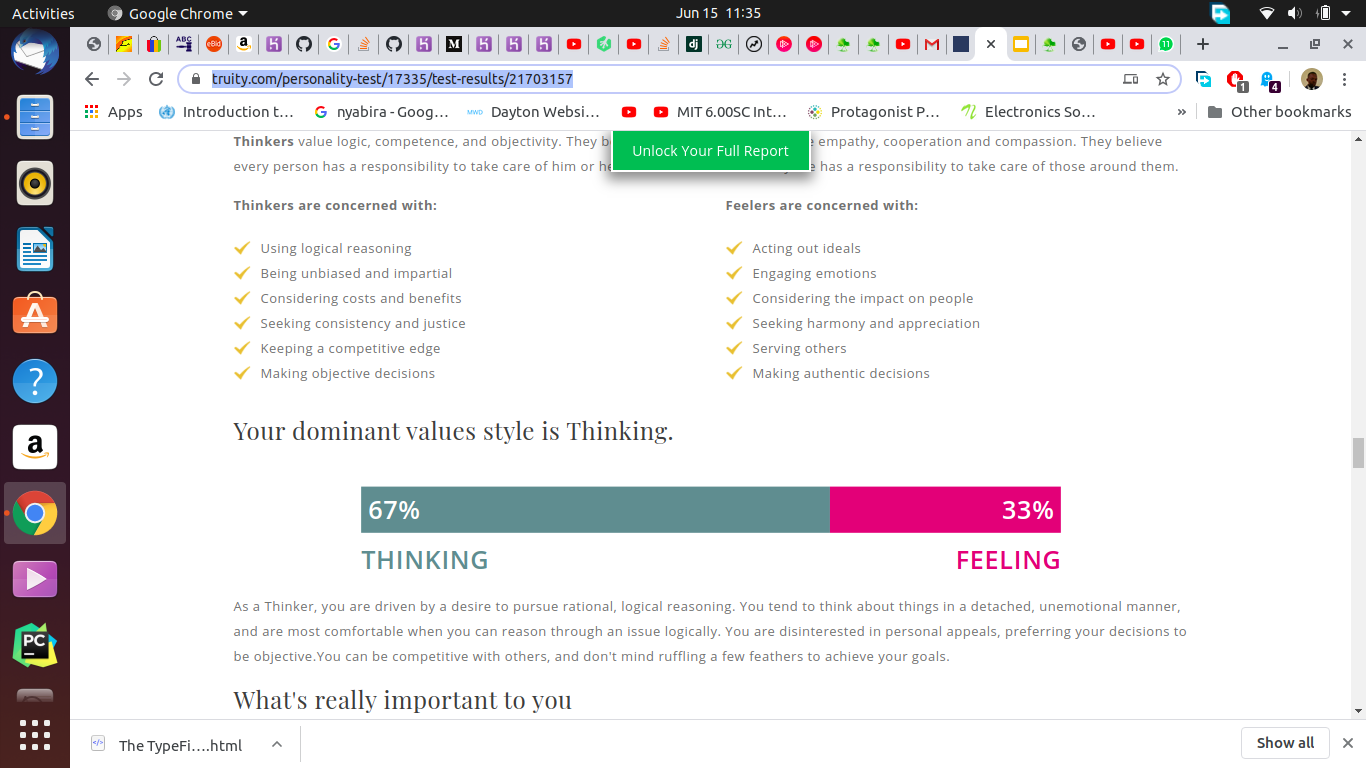 Activities
Google Chrome
Jun 15 11:35
truity.com/personality-test/17335/test-results/21703157
1
4
Apps
Introduction t...
nyabira - Goog...
MWD
Dayton Websi...
MIT 6.00SC Int...
Protagonist P...
Electronics So...
»
Other bookmarks
Thinkers value logic, competence, and objectivity. They b
Unlock Your Full Report
e empathy, cooperation and compassion. They believe
every person has a responsibility to take care of him or he
has a responsibility to take care of those around them.
Thinkers are concerned with:
Using logical reasoning
Being unbiased and impartial
Considering costs and benefits
Seeking consistency and justice
Keeping a competitive edge
Making objective decisions
Feelers are concerned with:
Acting out ideals
Engaging emotions
Considering the impact on people
Seeking harmony and appreciation
Serving others
Making authentic decisions
Your dominant values style is Thinking.
67% 33%
THINKING FEELING
As a Thinker, you are driven by a desire to pursue rational, logical reasoning. You tend to think about things in a detached, unemotional manner,
and are most comfortable when you can reason through an issue logically. You are disinterested in personal appeals, preferring your decisions to
be objective.You can be competitive with others, and don't mind ruffling a few feathers to achieve your goals.
What's really important to you
The TypeFi....html
Show all